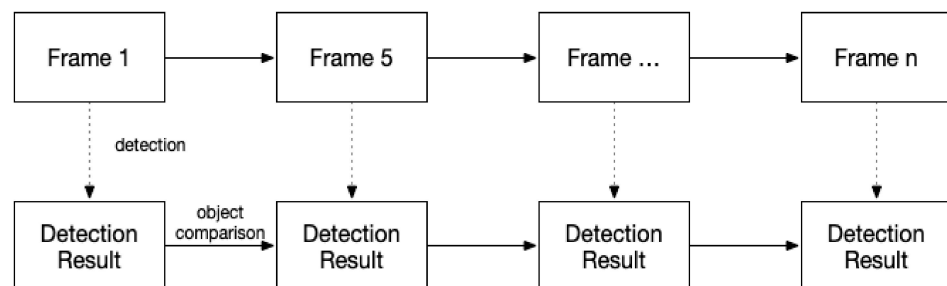 Frame 1
Frame 5
Frame ...
Frame n
detection
object
comparison
Detection
Result
Detection
Result
Detection
Result
Detection
Result